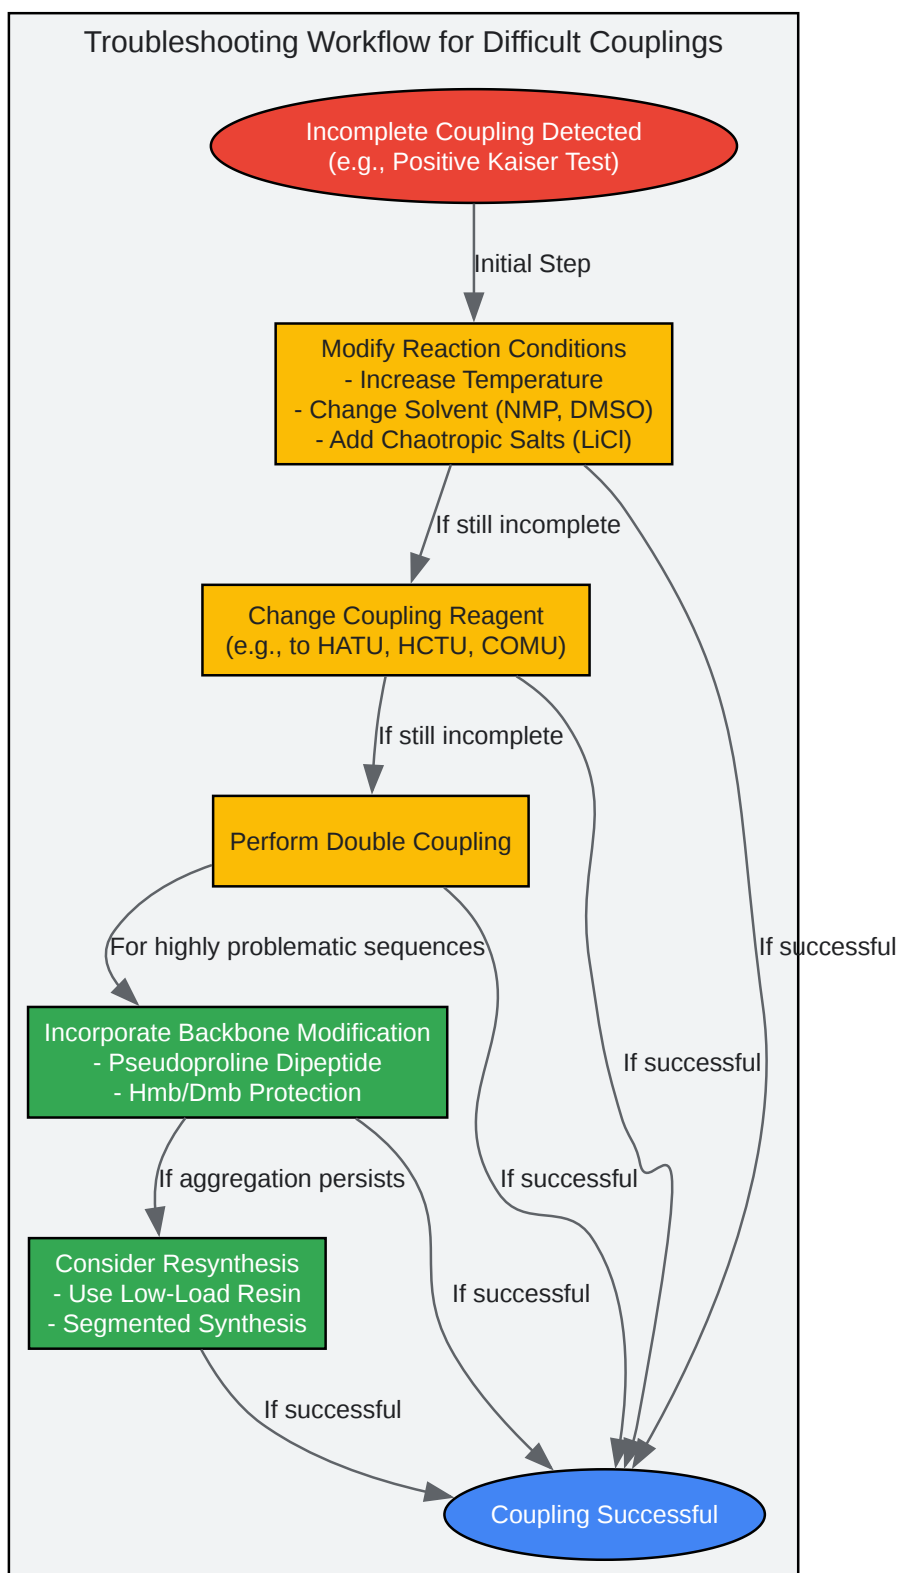 Troubleshooting Workflow for Difficult Couplings
Incomplete Coupling Detected
(e.g., Positive Kaiser Test)
Initial Step
Modify Reaction Conditions
- Increase Temperature
- Change Solvent (NMP, DMSO)
- Add Chaotropic Salts (LiCl)
If still incomplete
Change Coupling Reagent
(e.g., to HATU, HCTU, COMU)
If still incomplete
Perform Double Coupling
For highly problematic sequences
If successful
Incorporate Backbone Modification
- Pseudoproline Dipeptide
- Hmb/Dmb Protection
If successful
If aggregation persists
If successful
Consider Resynthesis
- Use Low-Load Resin
- Segmented Synthesis
If successful
If successful
Coupling Successful